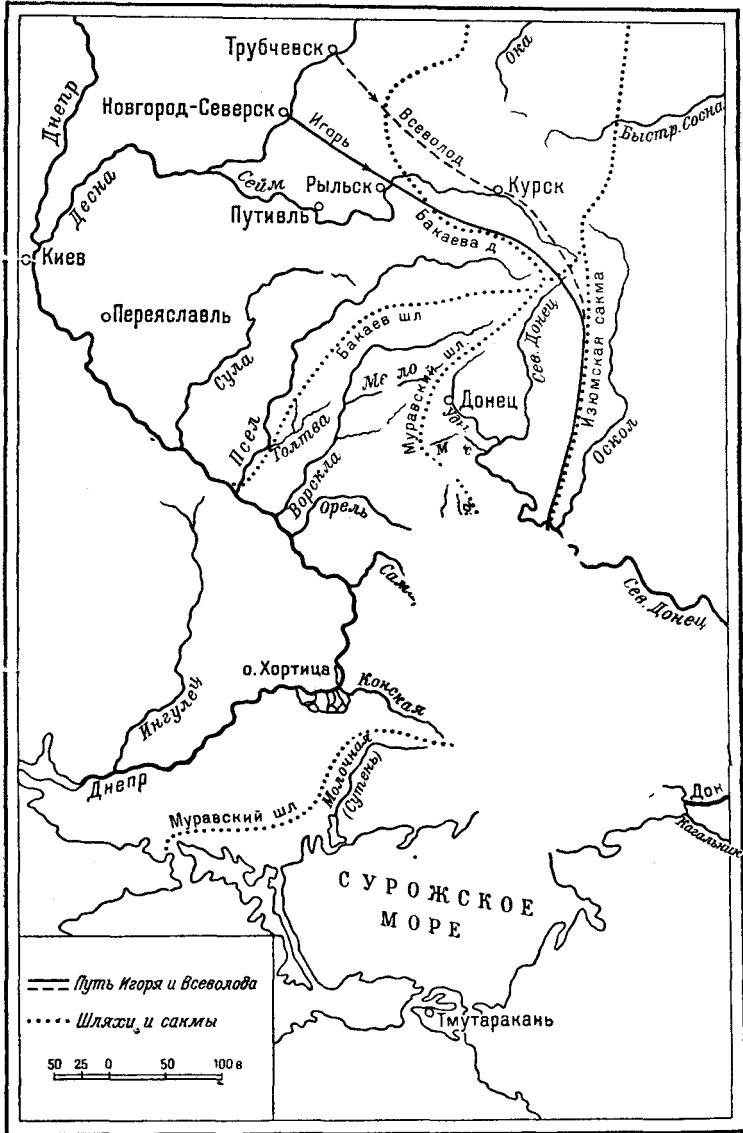 Трубчевск
Ока
Днепр
Новгород-Северск
Всеволод
Быстр. Сосна
Игорь
Десна
Сейм
Рыльск
Курск
Путивль
Бакаева д.
Киев
Переяславль
Бакаев шл
Сев. Донец
Изюмская сакма
Сула
Муравский шл
Донец
Псел
Толтва
Оскол
Ворскла
Орель
Сев. Донец
о. Хортица
Конская
Ингулец
Днепр
Молочная
(Сутень)
Муравский шл
Дон
Кагальник
СУРОЖСКОЕ
МОРЕ
Путь Игоря и Всеволода
Шляхи и сакмы
50 25 0 50 100 в
Тмутаракань